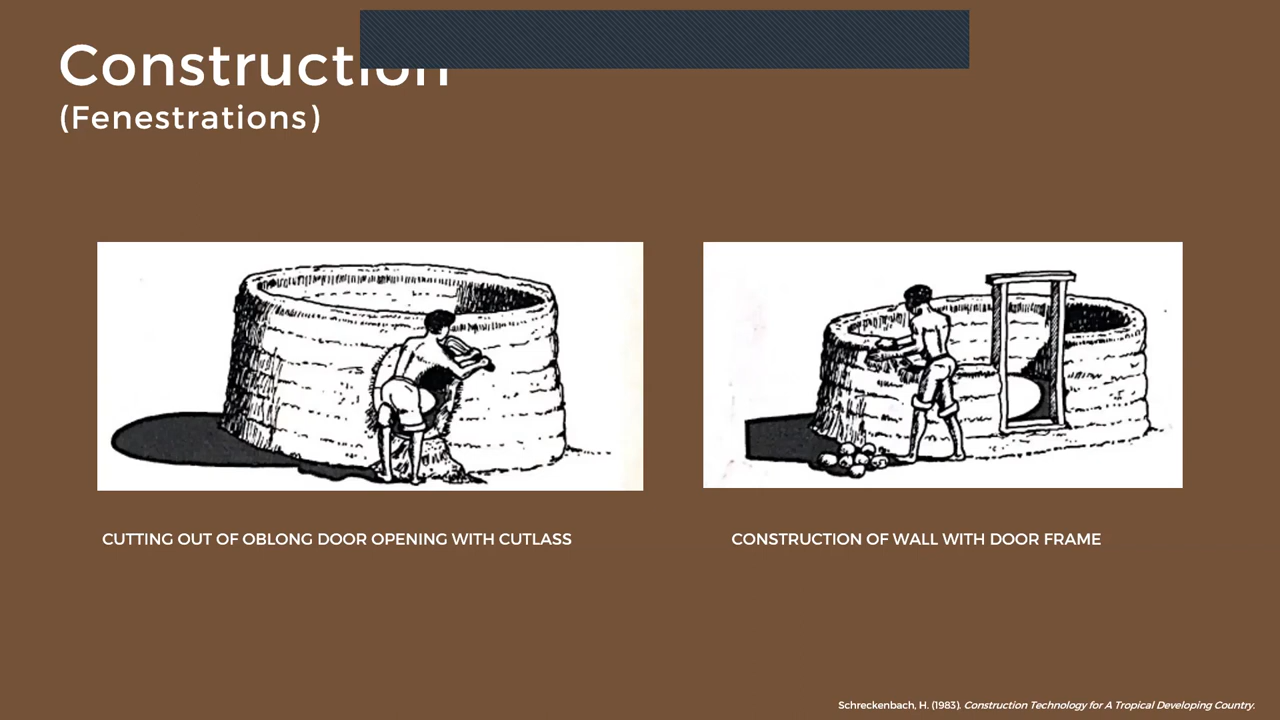 Construction
(Fenestrations)
CUTTING OUT OF OBLONG DOOR OPENING WITH CUTLASS
CONSTRUCTION OF WALL WITH DOOR FRAME
Schreckenbach, H. (1983). Construction Technology for A Tropical Developing Country.